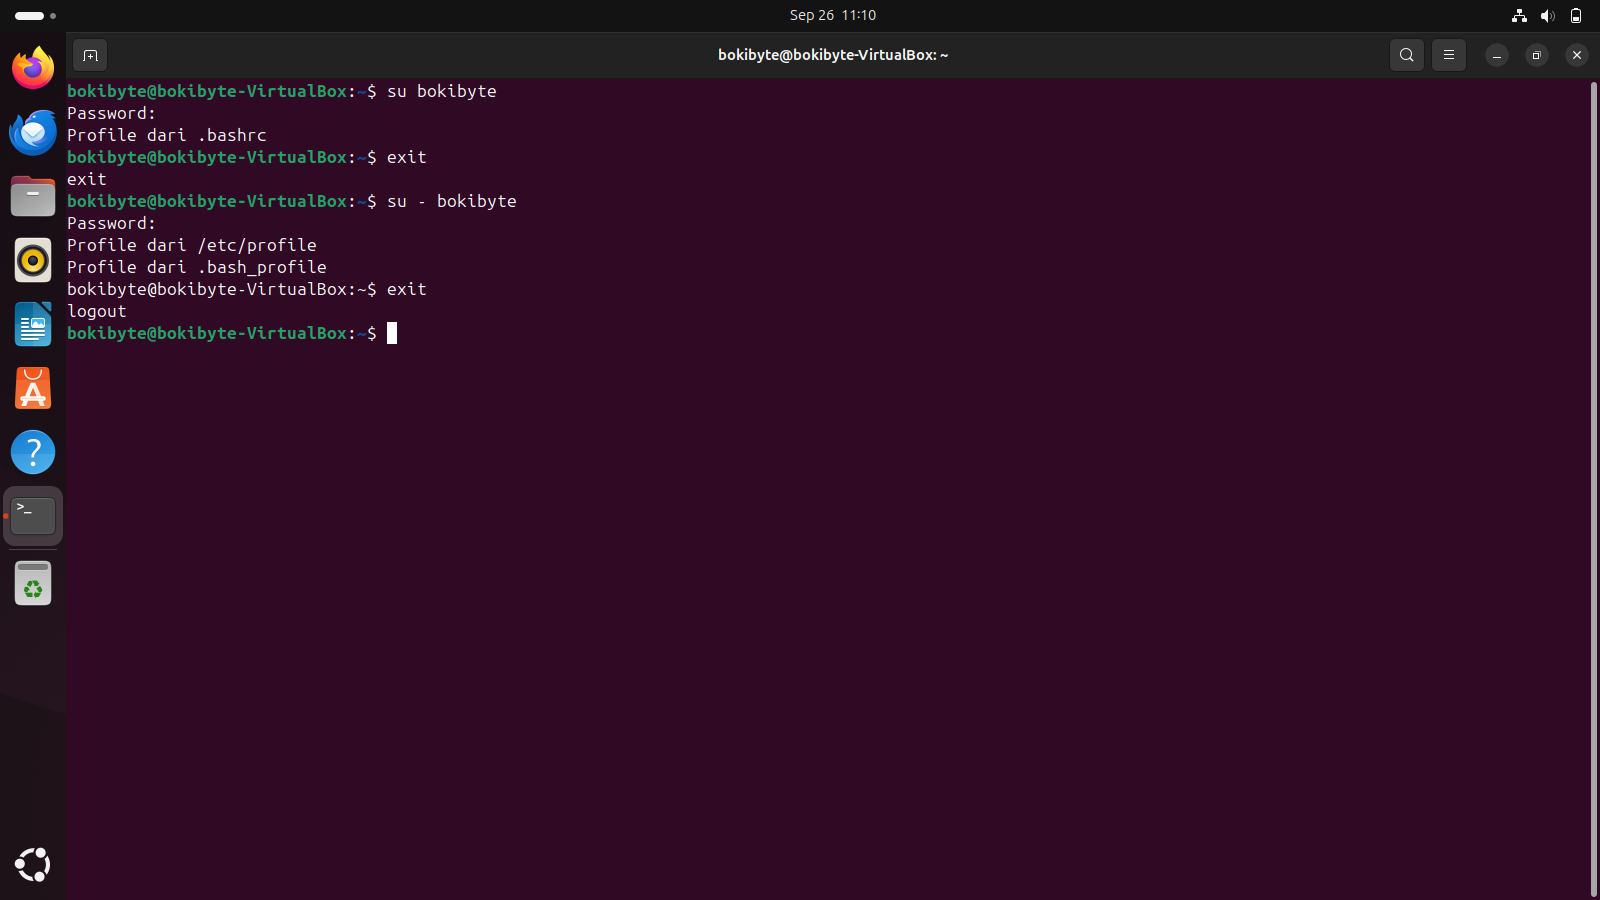 Sep 26 11:10
bokibyte@bokibyte-VirtualBox: ~
bokibyte@bokibyte-VirtualBox:~$ su bokibyte
Password:
Profile dari .bashrc
bokibyte@bokibyte-VirtualBox:~$ exit
exit
bokibyte@bokibyte-VirtualBox:~$ su - bokibyte
Password:
Profile dari /etc/profile
Profile dari .bash_profile
bokibyte@bokibyte-VirtualBox:~$ exit
logout
bokibyte@bokibyte-VirtualBox:~$